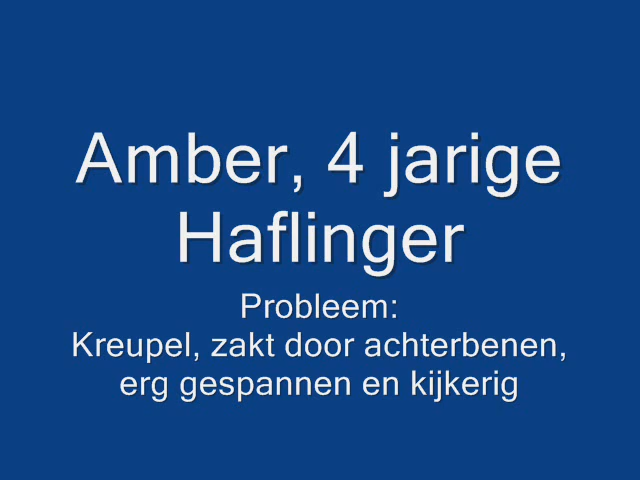 Amber, 4 jarige
Haflinger
Probleem:
Kreupel, zakt door achterbenen,
erg gespannen en kijkerig